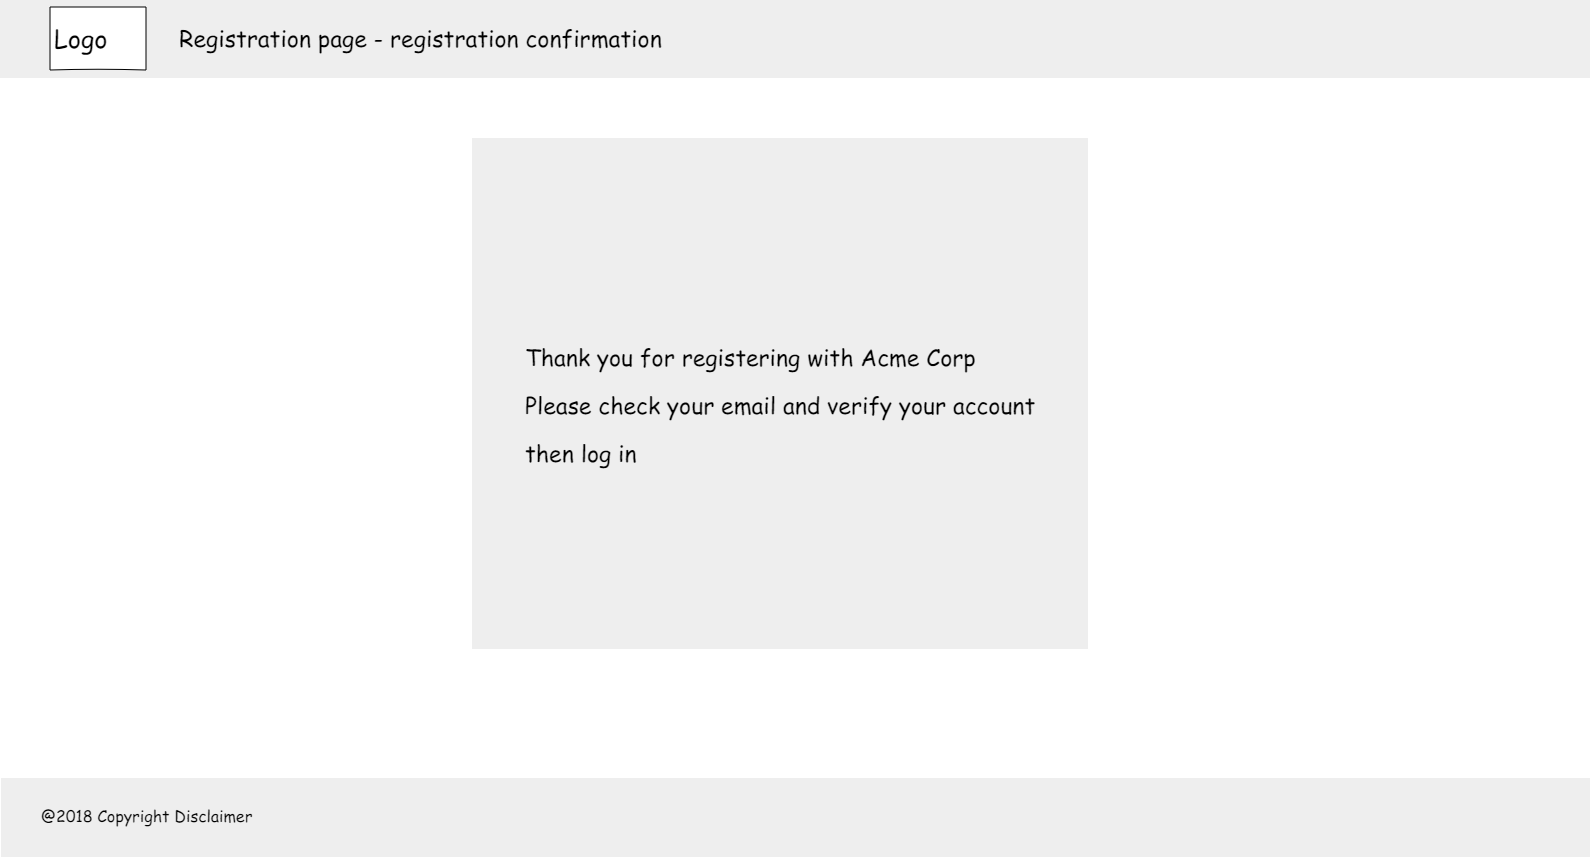 Logo
Registration page - registration confirmation
Thank you for registering with Acme Corp
Please check your email and verify your account
then log in
@2018 Copyright Disclaimer